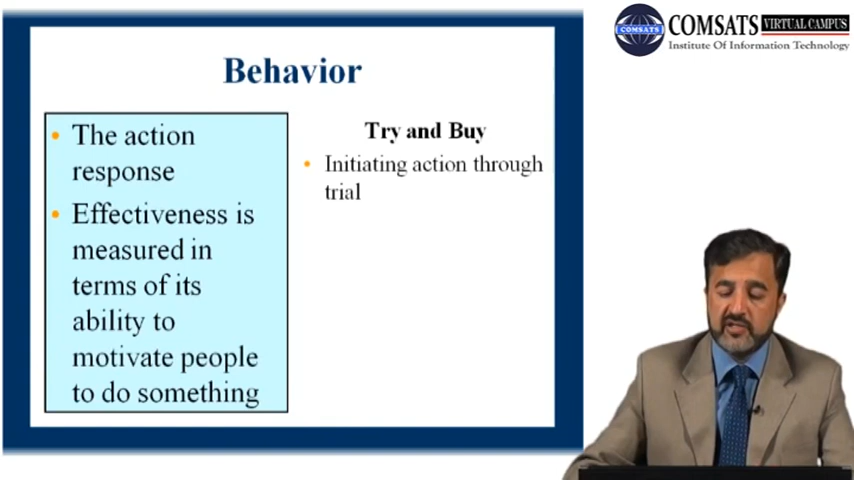 Behavior
• The action
response
• Effectiveness is
measured in
terms of its
ability to
motivate people
to do something
Try and Buy
• Initiating action through
trial
COMSATS
COMSATS VIRTUAL CAMPUS
Institute Of Information Technology